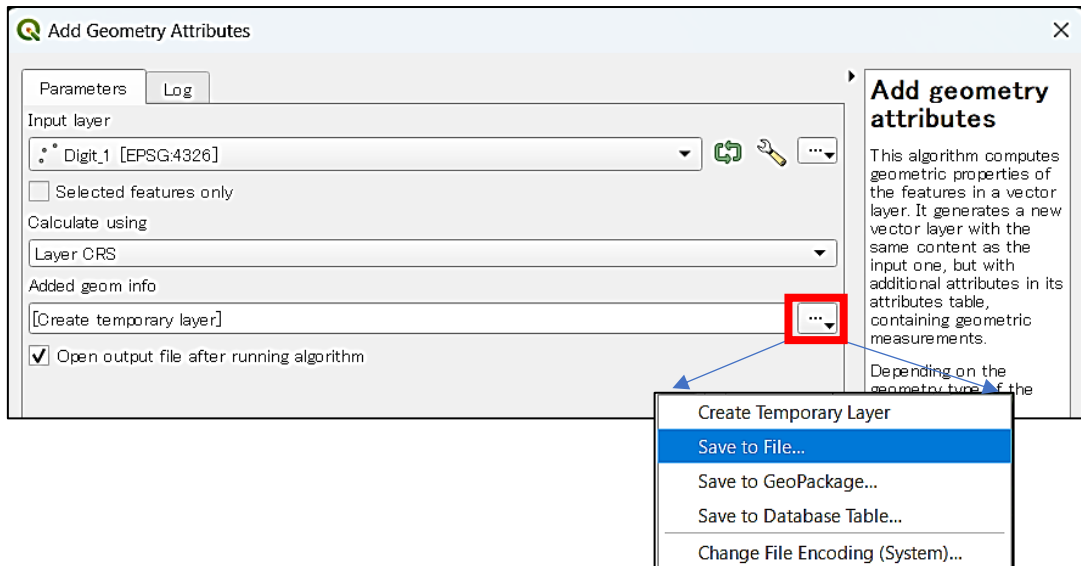 Add Geometry Attributes
Parameters
Log
Input layer
Digit_1 [EPSG:4326]
Selected features only
Calculate using
Layer CRS
Added geom info
[Create temporary layer]
Open output file after running algorithm
Add geometry
attributes
This algorithm computes
geometric properties of
the features in a vector
layer. It generates a new
vector layer with the
same content as the
input one, but with
additional attributes in its
attributes table,
containing geometric
measurements.
Depending on the
geometry type of the
Create Temporary Layer
Save to File...
Save to GeoPackage...
Save to Database Table...
Change File Encoding (System)...